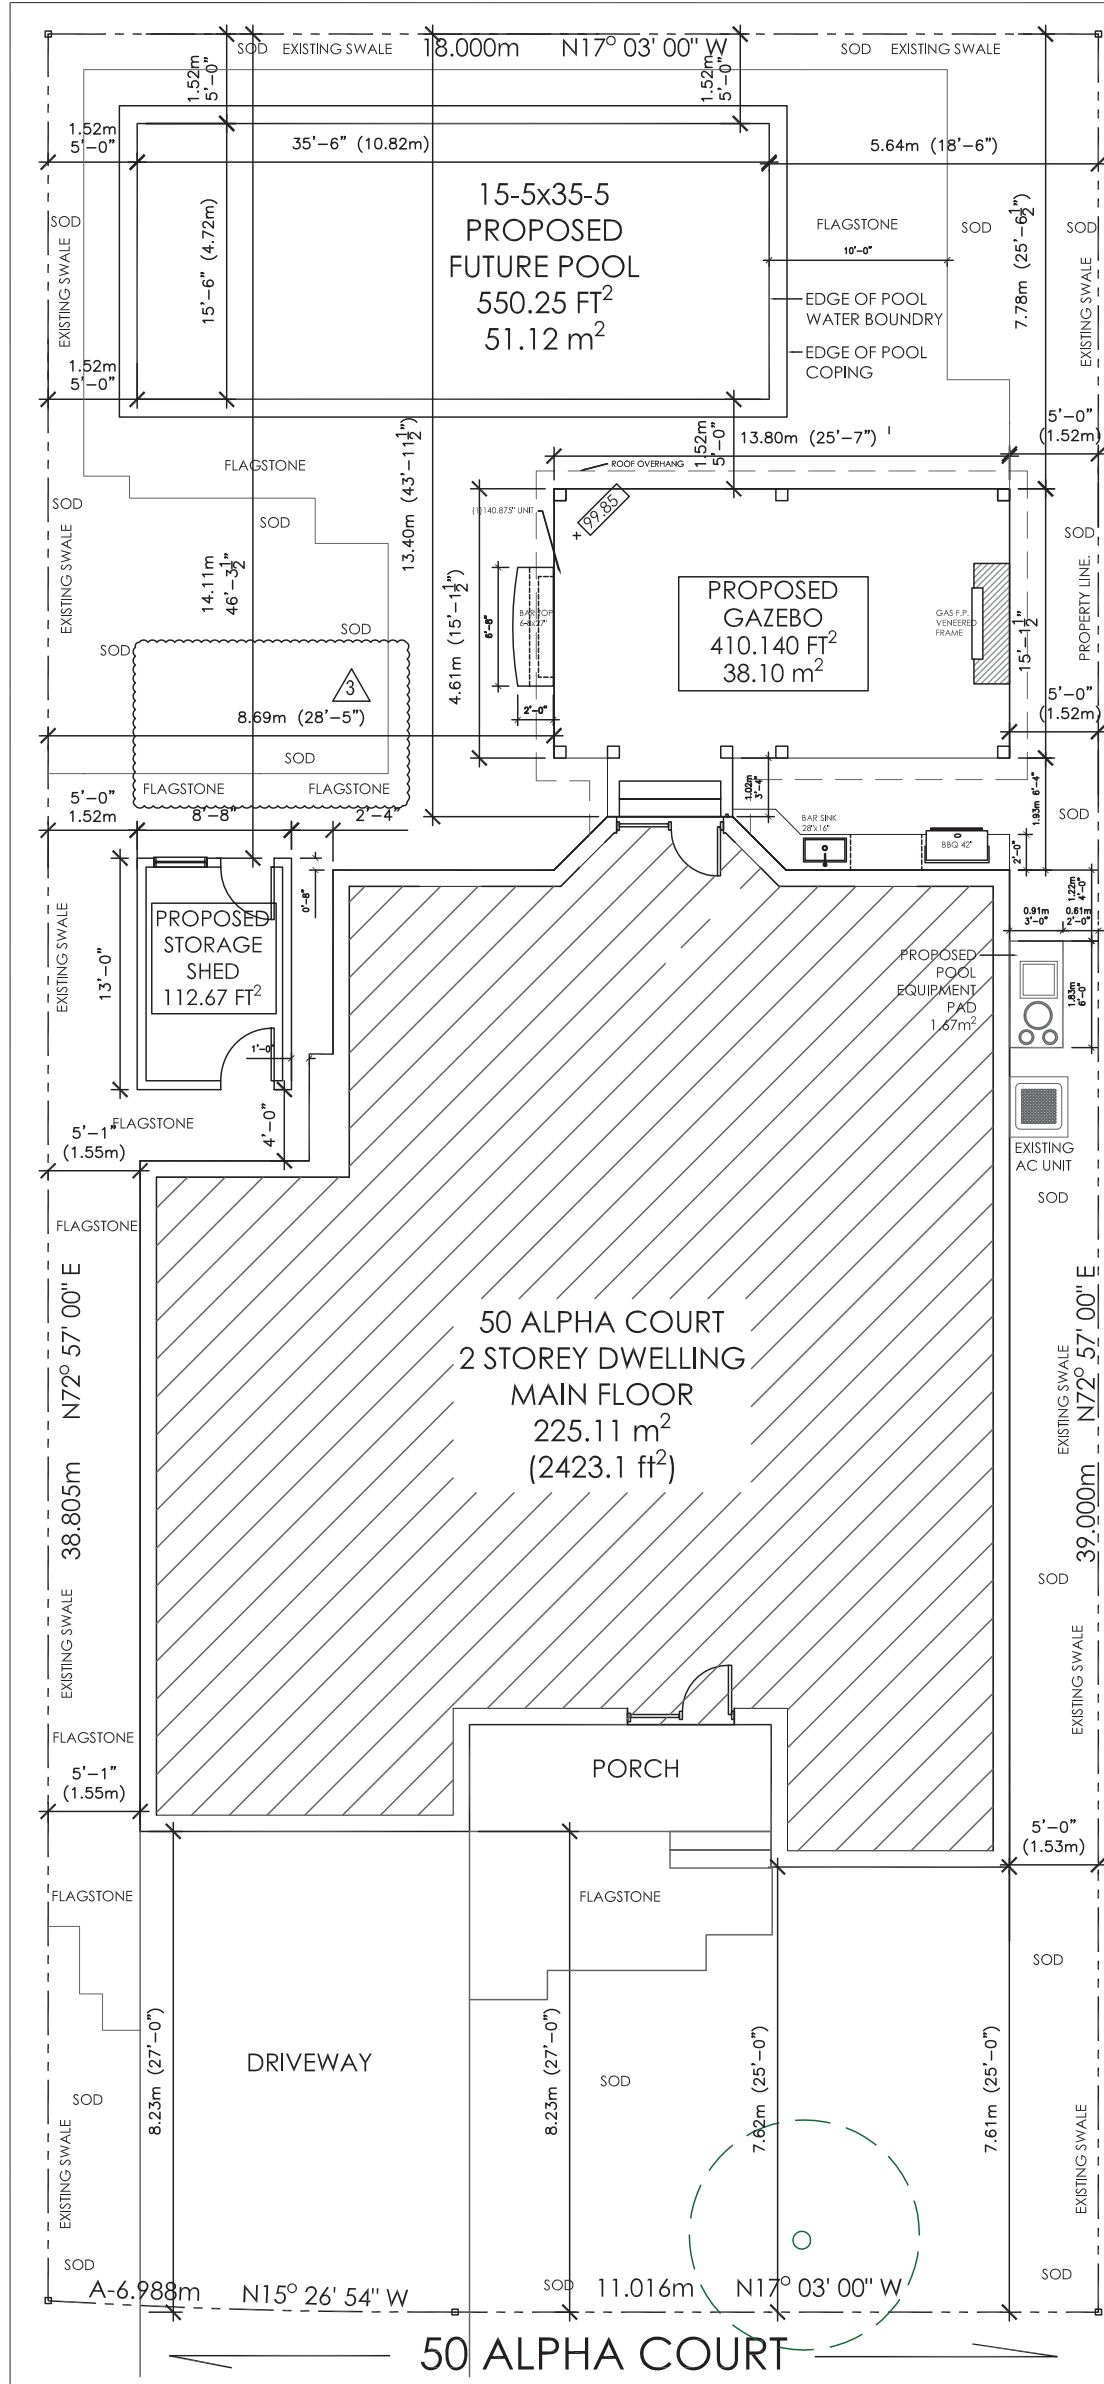 SOD EXISTING SWALE 18.000m N17° 03' 00" W SOD EXISTING SWALE
1.52m
5'-0"
1.52m
5'-0"
1.52m
5'-0"
35'-6" (10.82m)
5.64m (18'-6")
15'-6" (4.72m)
15-5x35-5
PROPOSED
FUTURE POOL
550.25 FT²
51.12 m²
SOD
EXISTING SWALE
FLAGSTONE
SOD
SOD
10'-0"
7.78m (25'-6½")
EXISTING SWALE
EDGE OF POOL
WATER BOUNDRY
EDGE OF POOL
COPING
1.52m
5'-0"
5'-0"
(1.52m)
1.52m
5'-0"
13.80m (25'-7")
FLAGSTONE
13.40m (43'-11½")
ROOF OVERHANG
SOD
SOD
EXISTING SWALE
(1)140.875" UNIT
99.85
SOD
14.11m
46'-3½"
4.61m (15'-1½")
6'-8"
BAR TOP
PROPOSED
GAZEBO
410.140 FT²
38.10 m²
GAS F.P.
VENEERED
FRAME
15'-1½"
PROPERTY LINE.
SOD
SOD
3
8.69m (28'-5")
2'-0"
5'-0"
(1.52m)
SOD
FLAGSTONE
FLAGSTONE
5'-0"
1.52m
8'-8"
2'-4"
1.02m
3'-4"
BAR SINK
28"x16"
BBQ 42"
2'-0"
1.93m 6'-4"
SOD
0'-8"
1.22m
4'-0"
0.91m
3'-0"
0.61m
2'-0"
EXISTING SWALE
13'-0"
PROPOSED
STORAGE
SHED
112.67 FT²
PROPOSED
POOL
EQUIPMENT
PAD
1.67m²
1.83m
6'-0"
1'-0"
4'-0"
FLAGSTONE
5'-1"
(1.55m)
EXISTING
AC UNIT
SOD
FLAGSTONE
38.805m N72° 57' 00" E
50 ALPHA COURT
2 STOREY DWELLING
MAIN FLOOR
225.11 m²
(2423.1 ft²)
39.000m N72° 57' 00" E
EXISTING SWALE
SOD
EXISTING SWALE
EXISTING SWALE
FLAGSTONE
5'-1"
(1.55m)
PORCH
5'-0"
(1.53m)
FLAGSTONE
FLAGSTONE
SOD
8.23m (27'-0")
DRIVEWAY
8.23m (27'-0")
7.62m (25'-0")
7.61m (25'-0")
SOD
SOD
EXISTING SWALE
EXISTING SWALE
SOD
SOD
A-6.988m N15° 26' 54" W
SOD
11.016m N17° 03' 00" W
50 ALPHA COURT